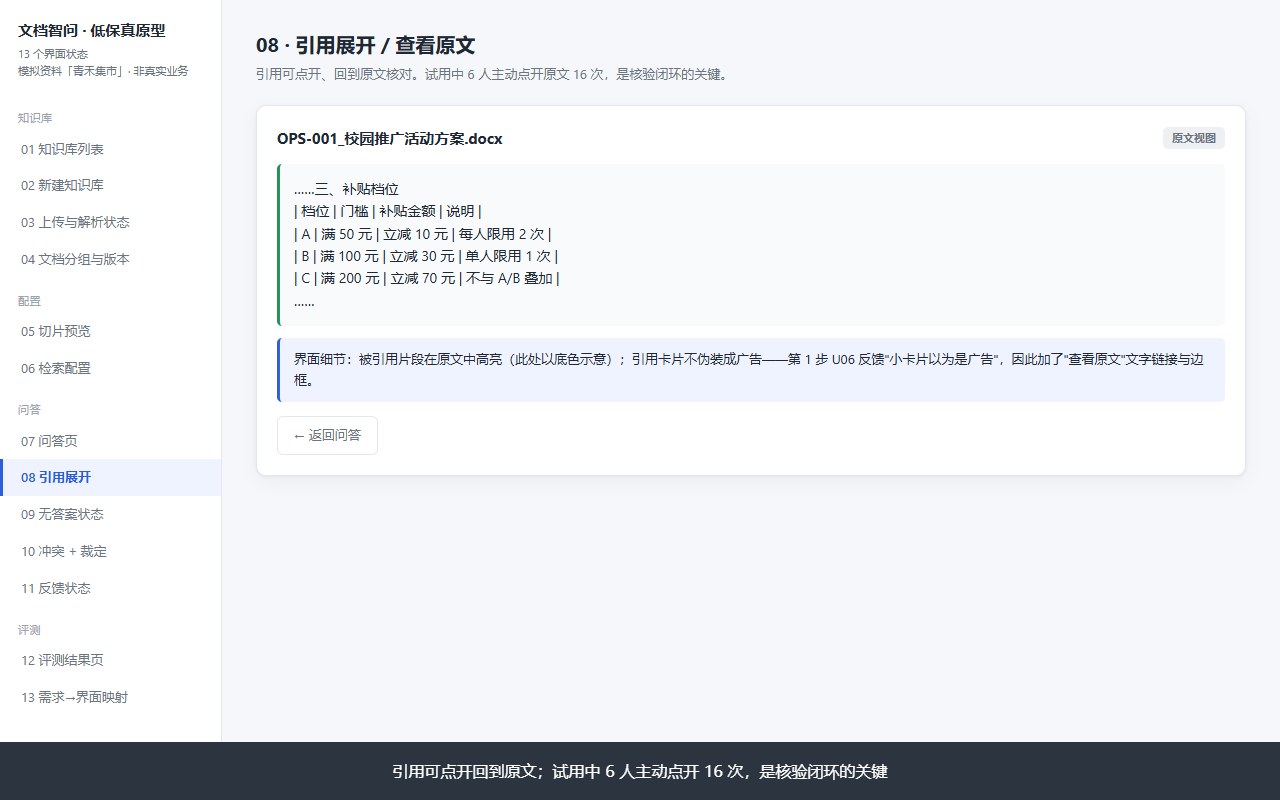 文档智问 · 低保真原型
13 个界面状态
模拟资料「青禾集市」· 非真实业务
知识库
01 知识库列表
02 新建知识库
03 上传与解析状态
04 文档分组与版本
配置
05 切片预览
06 检索配置
问答
07 问答页
08 引用展开
09 无答案状态
10 冲突 + 裁定
11 反馈状态
评测
12 评测结果页
13 需求→界面映射
08 · 引用展开 / 查看原文
引用可点开、回到原文核对。试用中 6 人主动点开原文 16 次，是核验闭环的关键。
OPS-001_校园推广活动方案.docx
原文视图
……三、补贴档位
| 档位 | 门槛 | 补贴金额 | 说明 |
| A | 满 50 元 | 立减 10 元 | 每人限用 2 次 |
| B | 满 100 元 | 立减 30 元 | 单人限用 1 次 |
| C | 满 200 元 | 立减 70 元 | 不与 A/B 叠加 |
……
界面细节：被引用片段在原文中高亮（此处以底色示意）；引用卡片不伪装成广告——第 1 步 U06 反馈"小卡片以为是广告"，因此加了"查看原文"文字链接与边
框。
← 返回问答
引用可点开回到原文；试用中 6 人主动点开 16 次，是核验闭环的关键